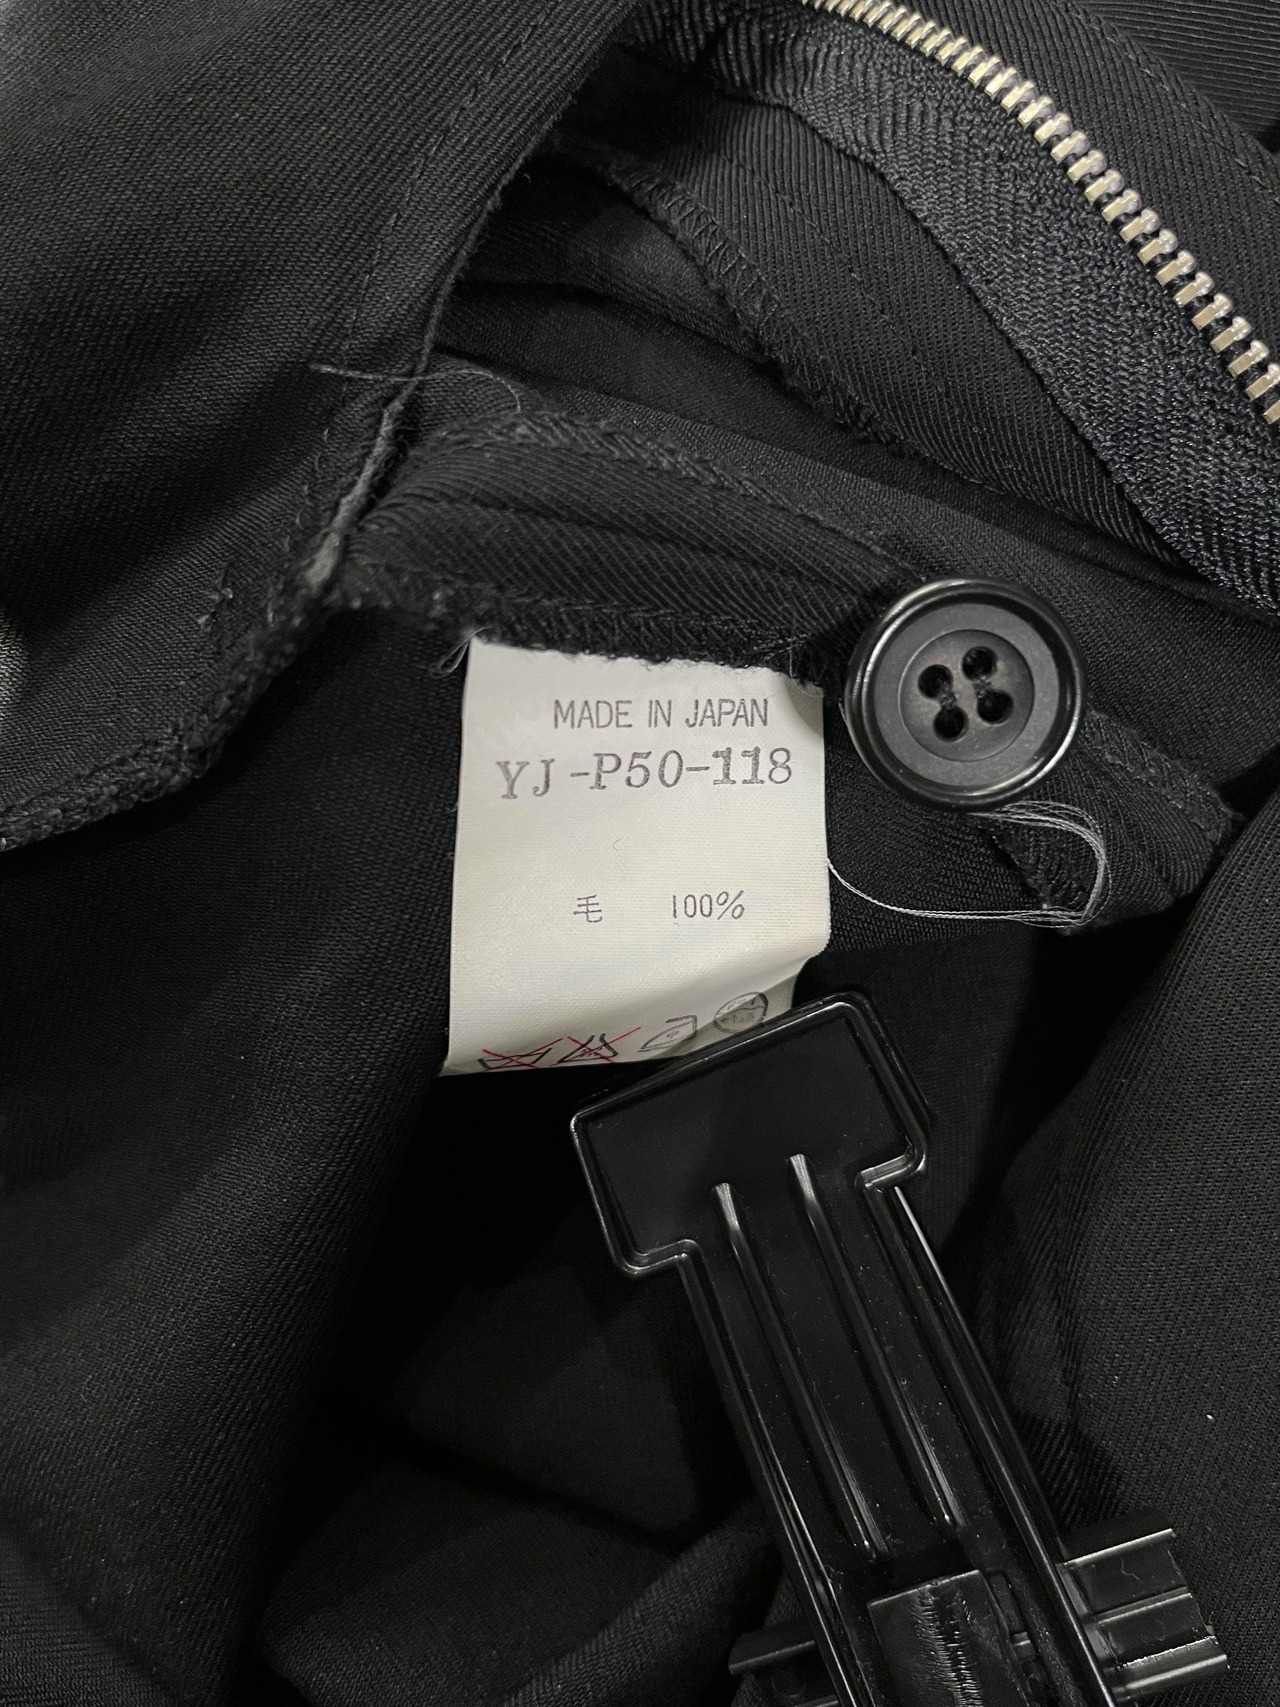 MADE IN JAPAN
YJ-P50-118
毛 100%